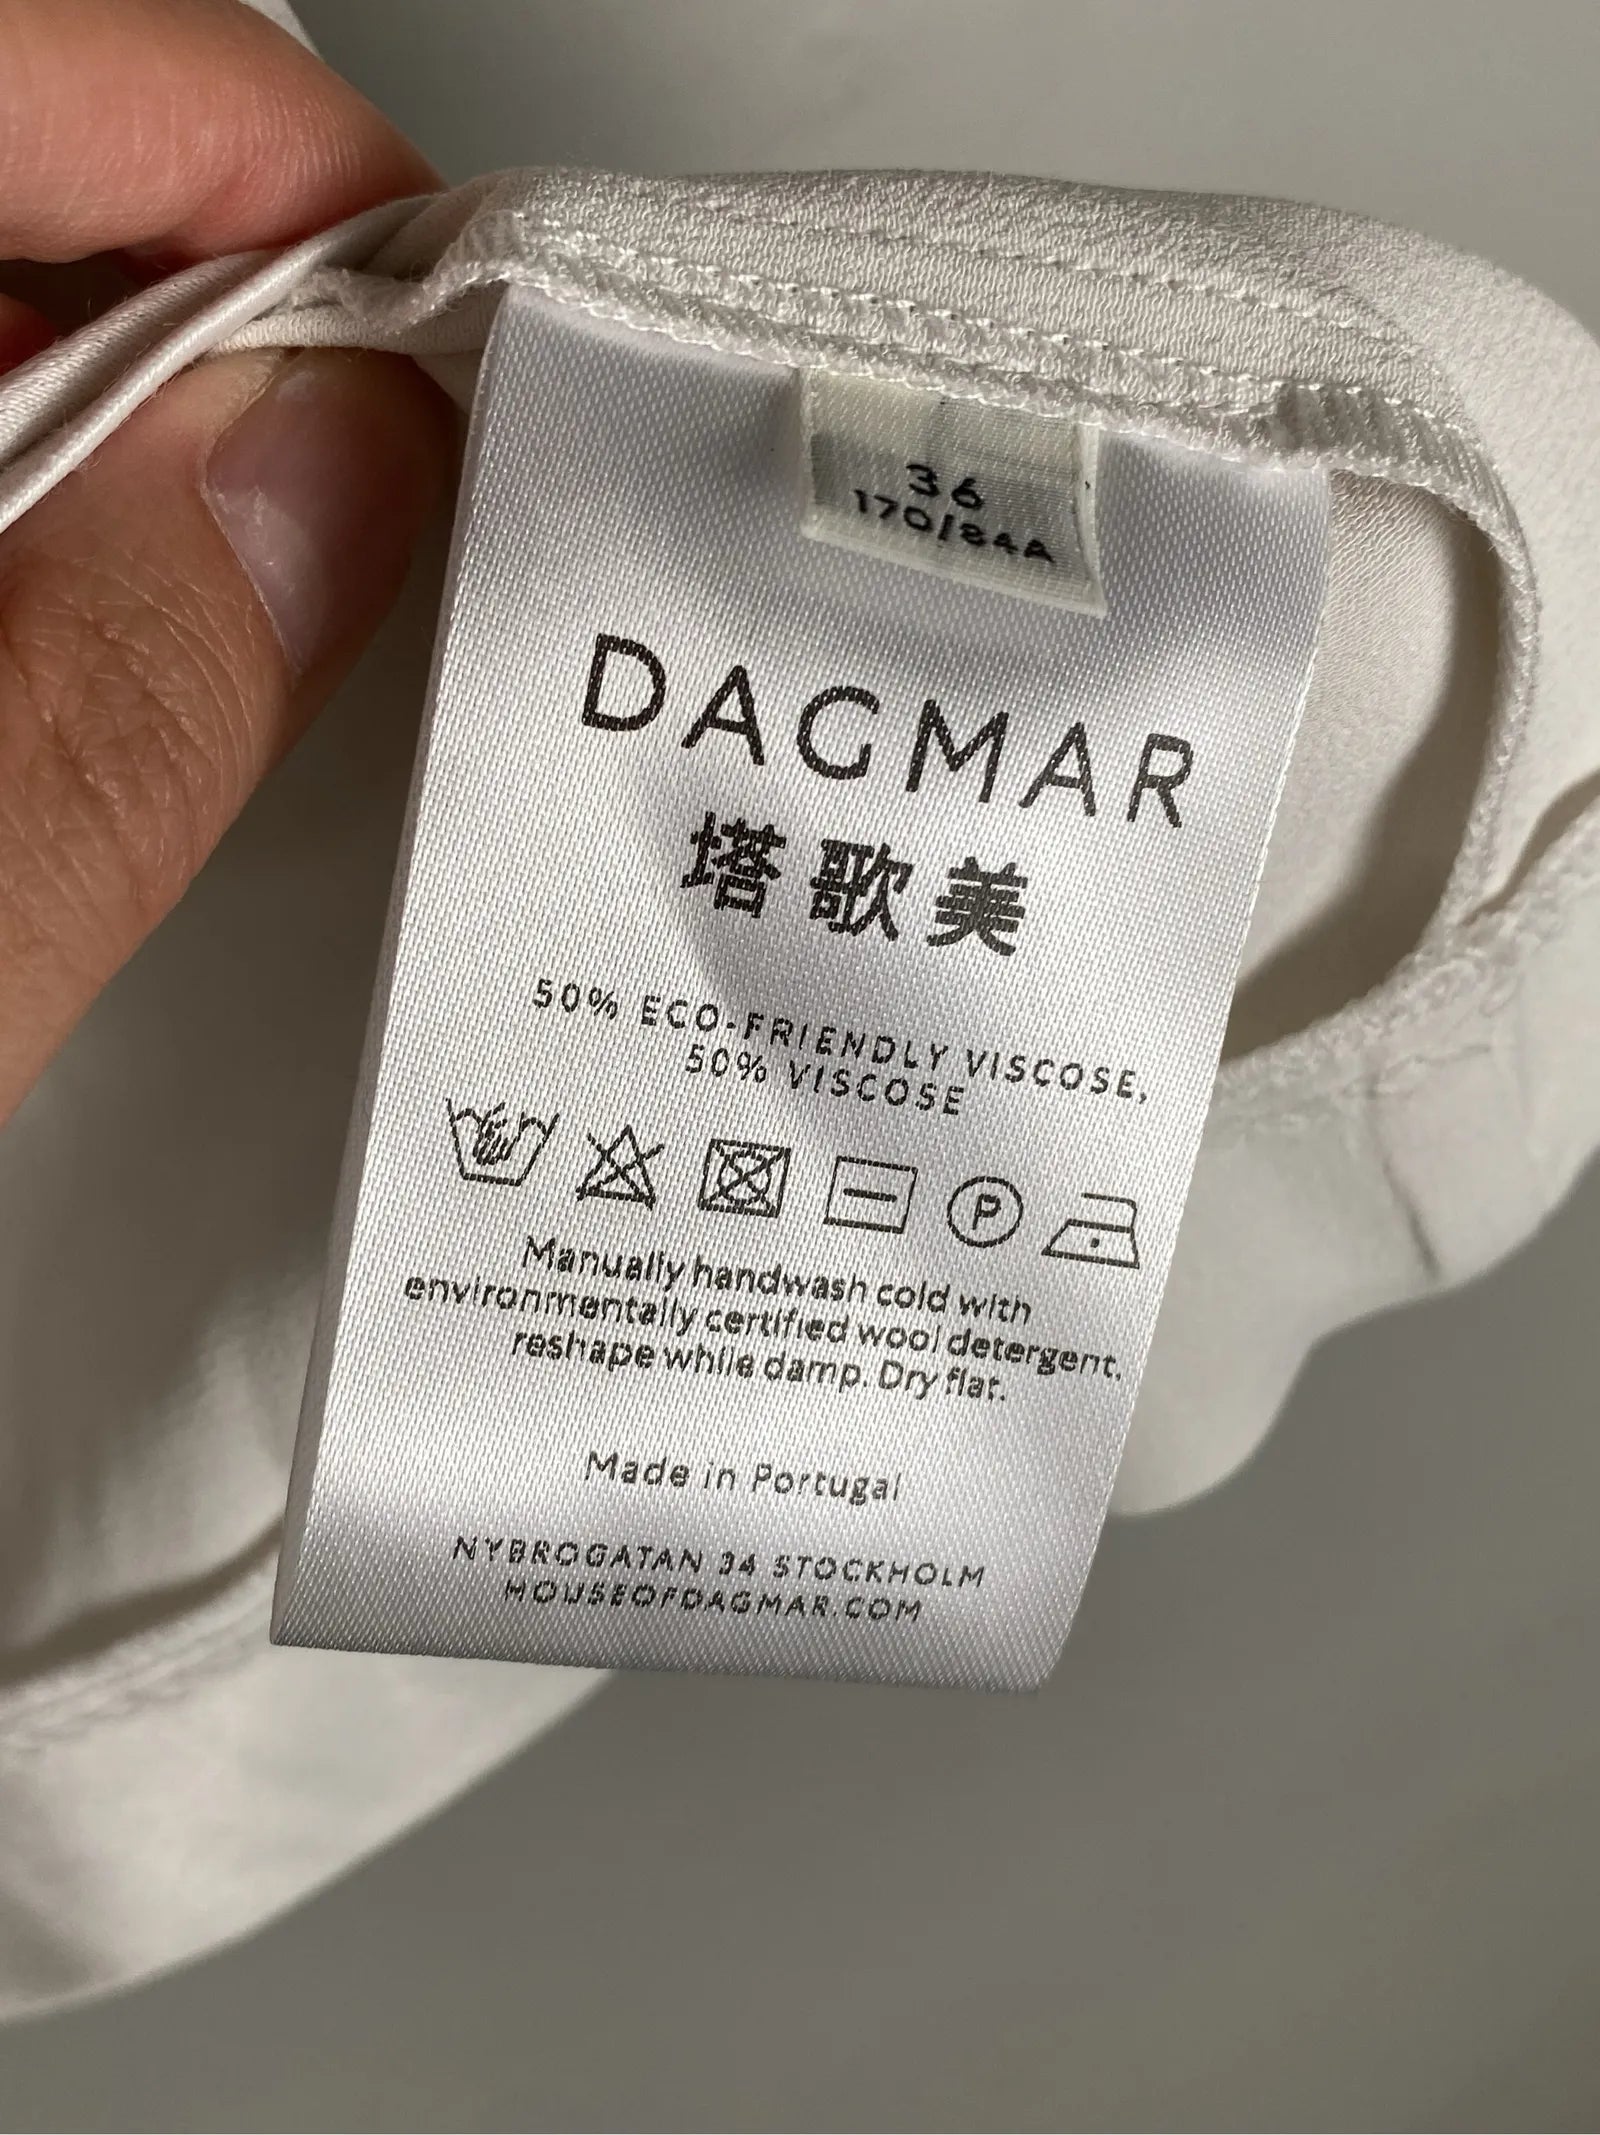 36
170/84A
DAGMAR
塔歌美
50% ECO-FRIENDLY VISCOSE,
50% VISCOSE
P
Manually handwash cold with
environmentally certified wool detergent,
reshape while damp. Dry flat.
Made in Portugal
NYBROGATAN 34 STOCKHOLM
HOUSEOFDAGMAR.COM